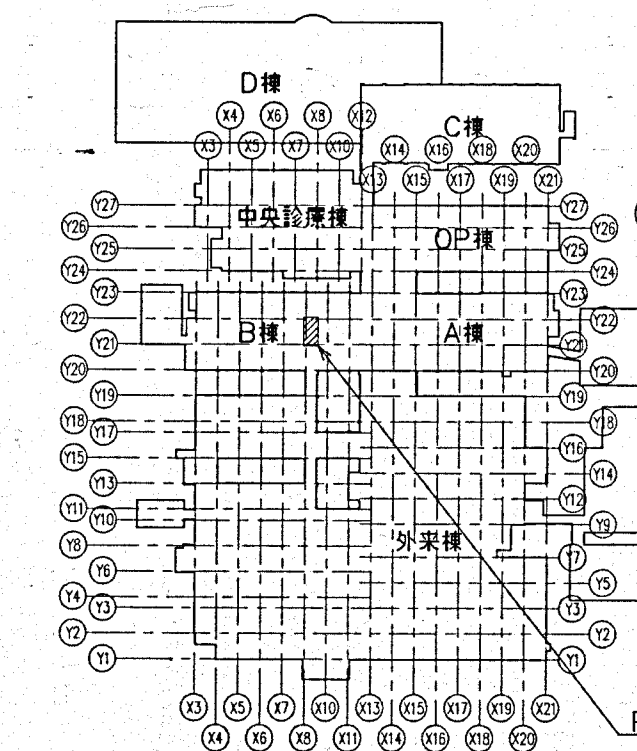 D棟
C棟
X4 X6 X8 X12
X3 X5 X7 X10
X14 X16 X18 X20
X13 X15 X17 X19 X21
Y27 中央診療棟 Y27
Y26 OP棟 Y26
Y25 Y25
Y24 Y24
Y23 Y23
Y22 B棟 A棟 Y22
Y21 Y21
Y20 Y20
Y19 Y19
Y18 Y18
Y17
Y16
Y15
Y14
Y13
Y12
Y11
Y10 Y9
Y8 外来棟
Y7
Y6
Y5
Y4
Y3 Y3
Y2 Y2
Y1 Y1
X3 X5 X7 X10 X13 X15 X17 X19 X21
X4 X6 X8 X11 X14 X16 X18 X20